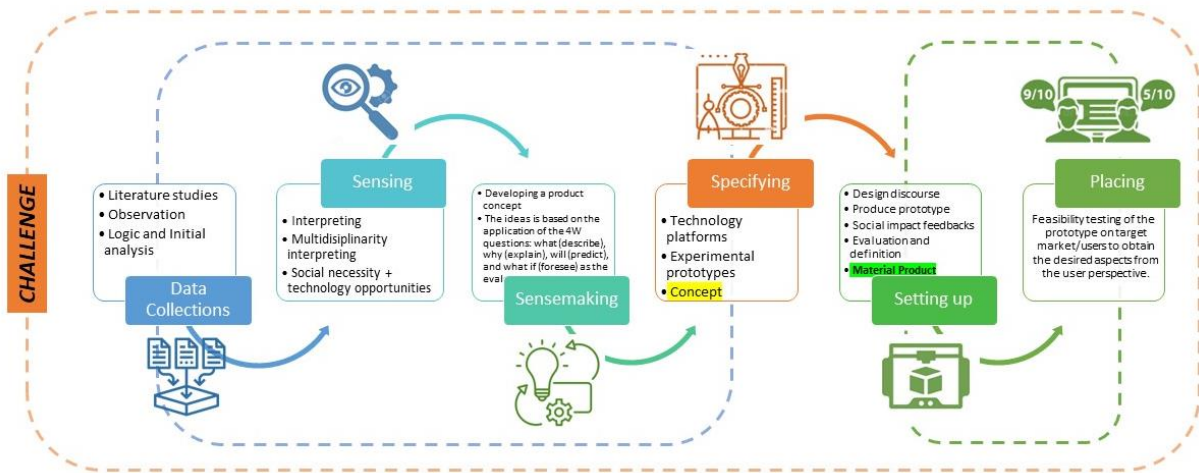 CHALLENGE
• Literature studies
• Observation
• Logic and Initial
analysis
Data
Collections
Sensing
• Interpreting
• Multidisiplinarity
interpreting
• Social necessity +
technology opportunities
• Developing a product
concept
• The ideas is based on the
application of the 4W
questions: what (describe),
why (explain), will (predict),
and what if (foresee) as the
Sensemaking
Specifying
• Technology
platforms
• Experimental
prototypes
• Concept
• Design discourse
• Produce prototype
• Social impact feedbacks
• Evaluation and
definition
• Material Product
Setting up
9/10
5/10
Placing
Feasibility testing of the
prototype on target
market/users to obtain
the desired aspects from
the user perspective.